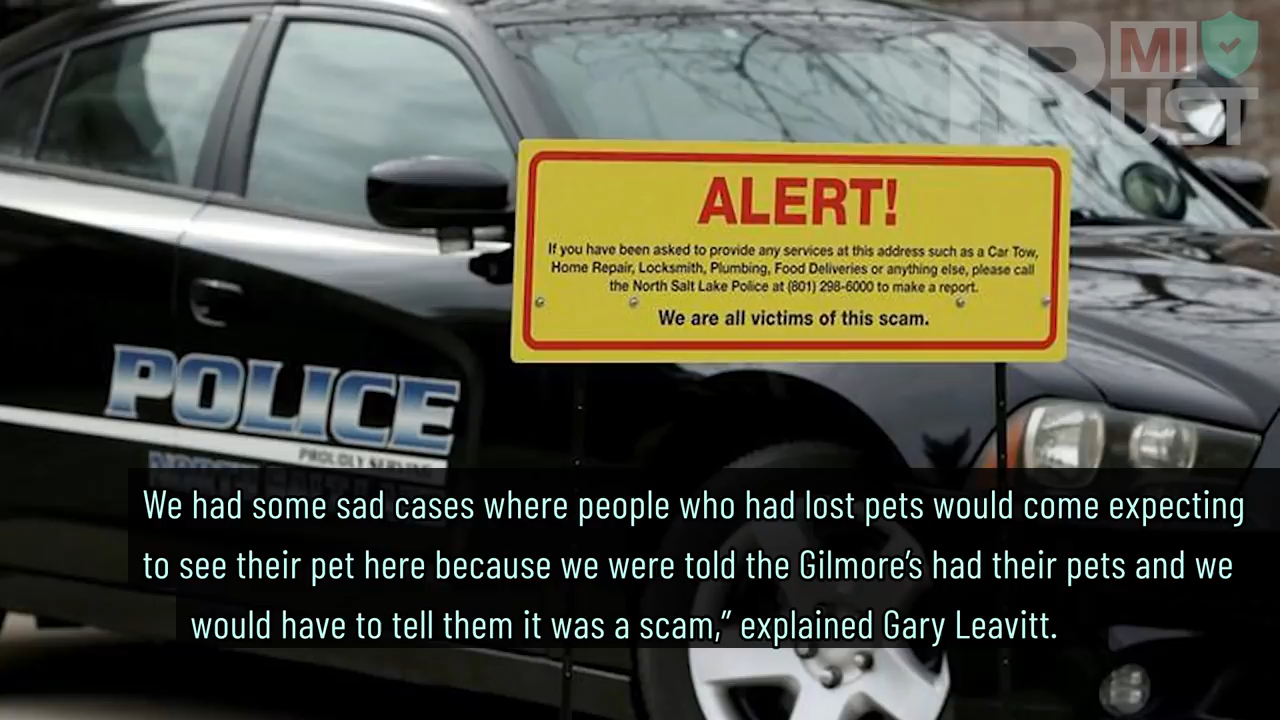 MI
TRUST
ALERT!
If you have been asked to provide any services at this address such as a Car Tow,
Home Repair, Locksmith, Plumbing, Food Deliveries or anything else, please call
the North Salt Lake Police at (801) 298-6000 to make a report.
We are all victims of this scam.
POLICE
PROUDLY SERVING
We had some sad cases where people who had lost pets would come expecting
to see their pet here because we were told the Gilmore’s had their pets and we
would have to tell them it was a scam,” explained Gary Leavitt.